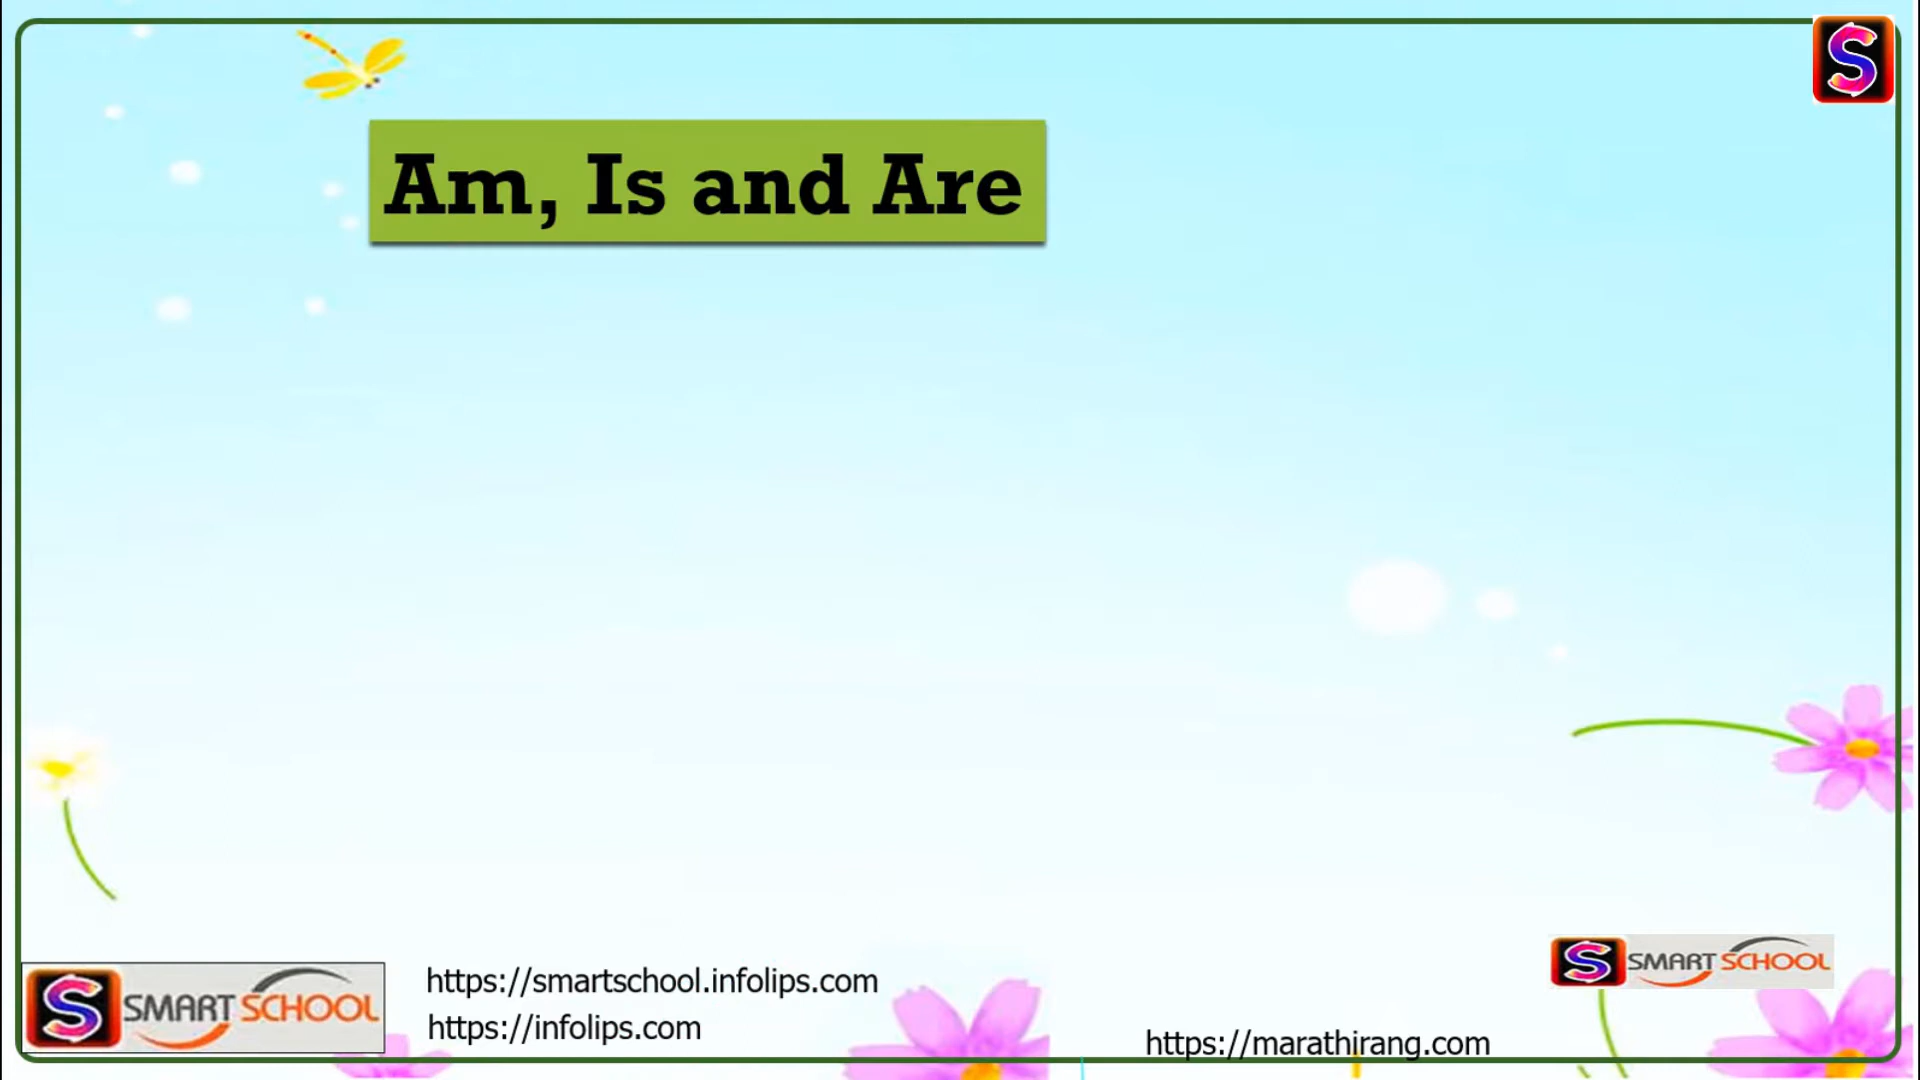 S
Am, Is and Are
S SMART SCHOOL
https://smartschool.infolips.com
https://infolips.com
https://marathirang.com
S SMART SCHOOL